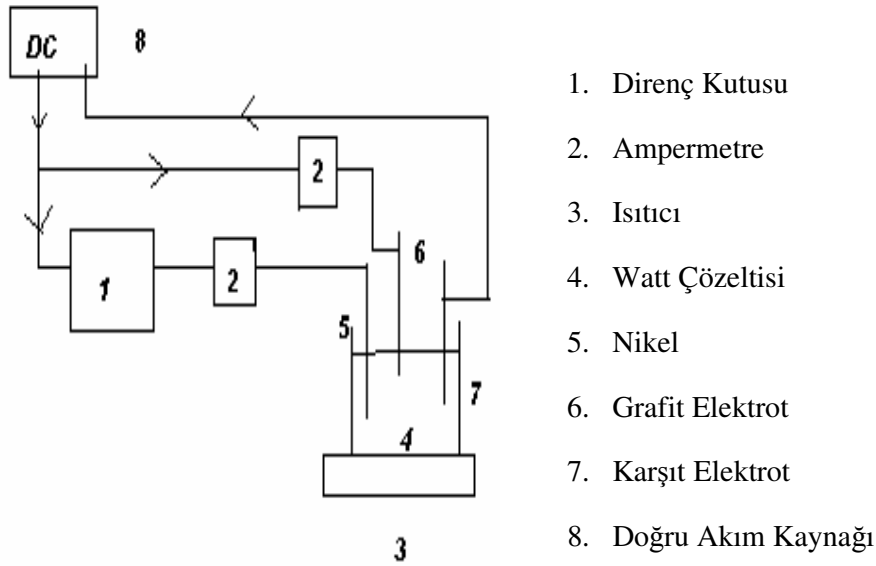 DC
8
2
6
1
2
5
7
4
3
1. Direnç Kutusu
2. Ampermetre
3. Isıtıcı
4. Watt Çözeltisi
5. Nikel
6. Grafit Elektrot
7. Karşıt Elektrot
8. Doğru Akım Kaynağı